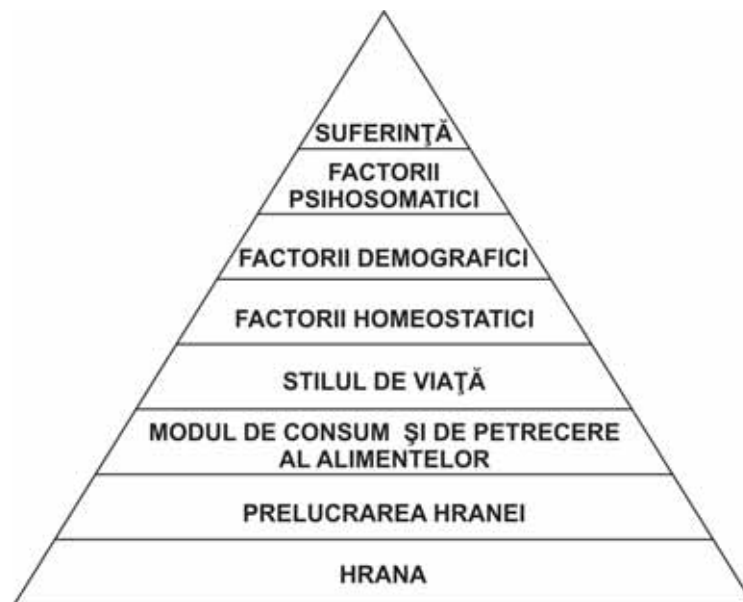 SUFERINŢĂ
FACTORII
PSIHOSOMATICI
FACTORII DEMOGRAFICI
FACTORII HOMEOSTATICI
STILUL DE VIAŢĂ
MODUL DE CONSUM ŞI DE PETRECERE
AL ALIMENTELOR
PRELUCRAREA HRANEI
HRANA